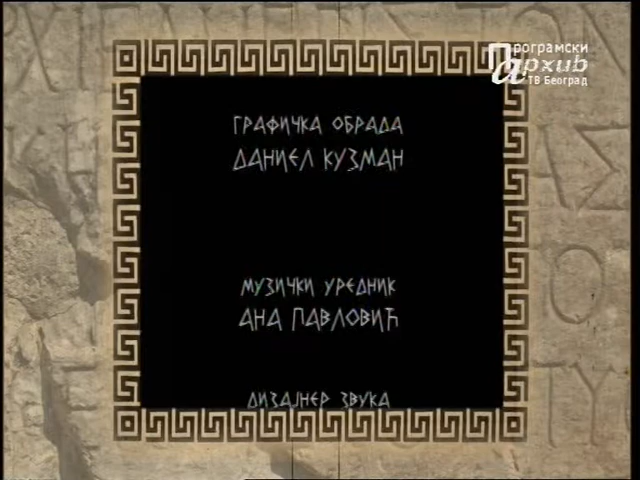 Програмски
архив
ТВ Београд
ГРАФИЧКА ОБРАДА
ДАНИЕЛ КУЗМАН
МУЗИЧКИ УРЕДНИК
АНА ПАВЛОВИЋ
ДИЗАЈНЕР ЗВУКА